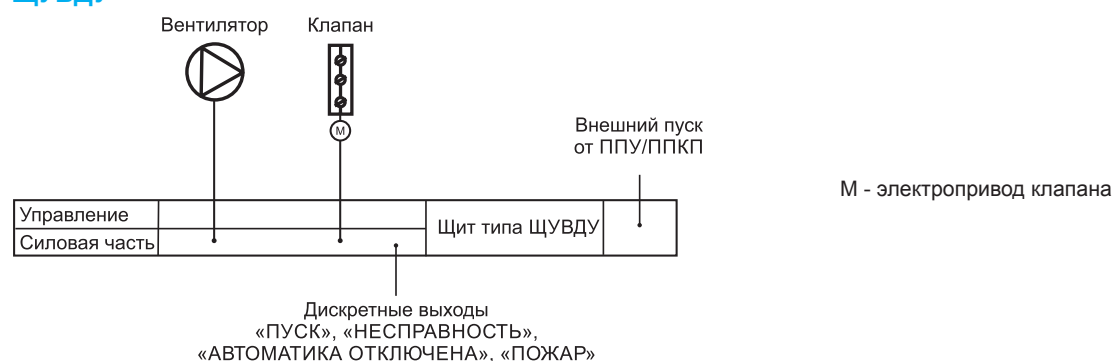 ЩУВДУ
Вентилятор
Клапан
М
Внешний пуск
от ППУ/ППКП
М - электропривод клапана
Управление
Силовая часть
Щит типа ЩУВДУ
Дискретные выходы
«ПУСК», «НЕСПРАВНОСТЬ»,
«АВТОМАТИКА ОТКЛЮЧЕНА», «ПОЖАР»